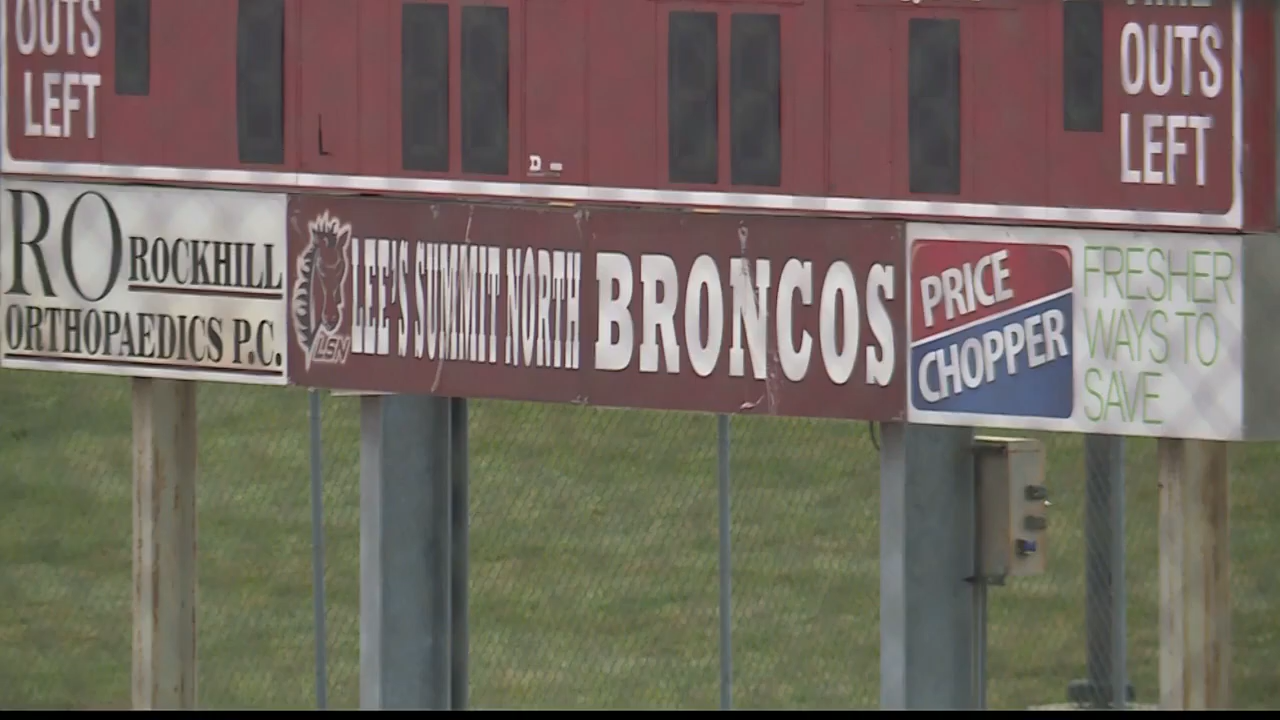 OUTS
LEFT
OUTS
LEFT
RO ROCKHILL
ORTHOPAEDICS P.C.
LSN
LEE'S SUMMIT NORTH BRONCOS
PRICE
CHOPPER
FRESHER
WAYS TO
SAVE